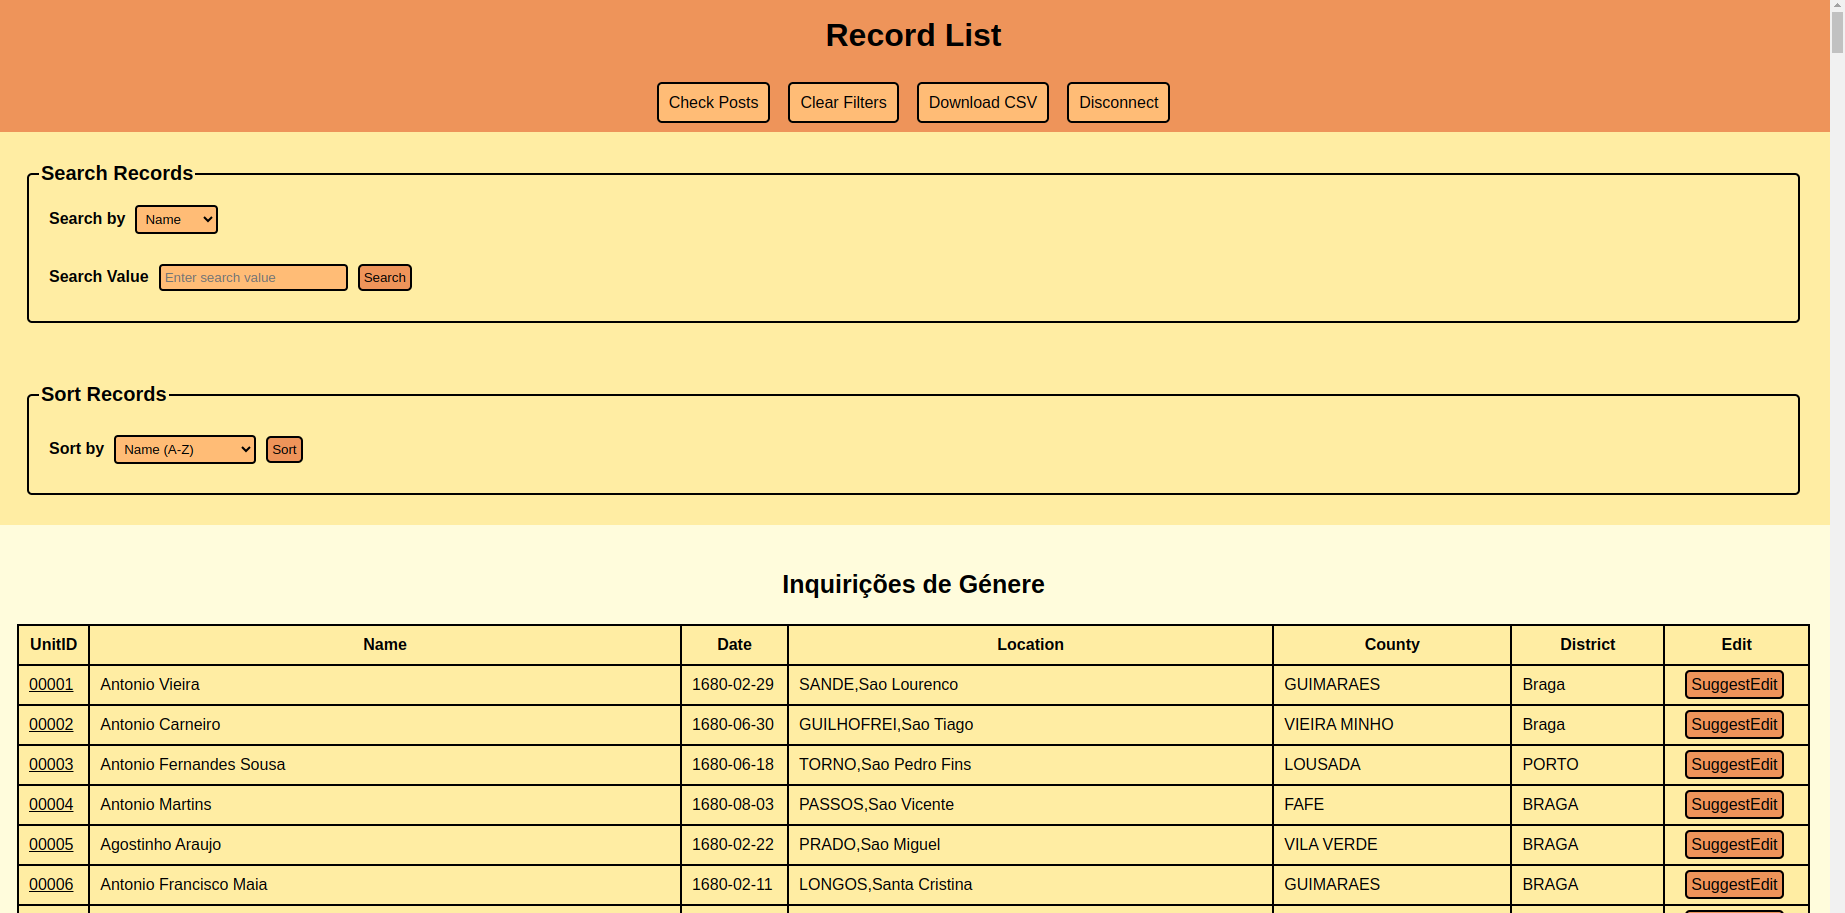 Record List
Check Posts Clear Filters Download CSV Disconnect
Search Records
Search by Name
Search Value Enter search value Search
Sort Records
Sort by Name (A-Z) Sort
Inquirições de Génere
UnitID Name Date Location County District Edit
00001 Antonio Vieira 1680-02-29 SANDE,Sao Lourenco GUIMARAES Braga SuggestEdit
00002 Antonio Carneiro 1680-06-30 GUILHOFREI,Sao Tiago VIEIRA MINHO Braga SuggestEdit
00003 Antonio Fernandes Sousa 1680-06-18 TORNO,Sao Pedro Fins LOUSADA PORTO SuggestEdit
00004 Antonio Martins 1680-08-03 PASSOS,Sao Vicente FAFE BRAGA SuggestEdit
00005 Agostinho Araujo 1680-02-22 PRADO,Sao Miguel VILA VERDE BRAGA SuggestEdit
00006 Antonio Francisco Maia 1680-02-11 LONGOS,Santa Cristina GUIMARAES BRAGA SuggestEdit